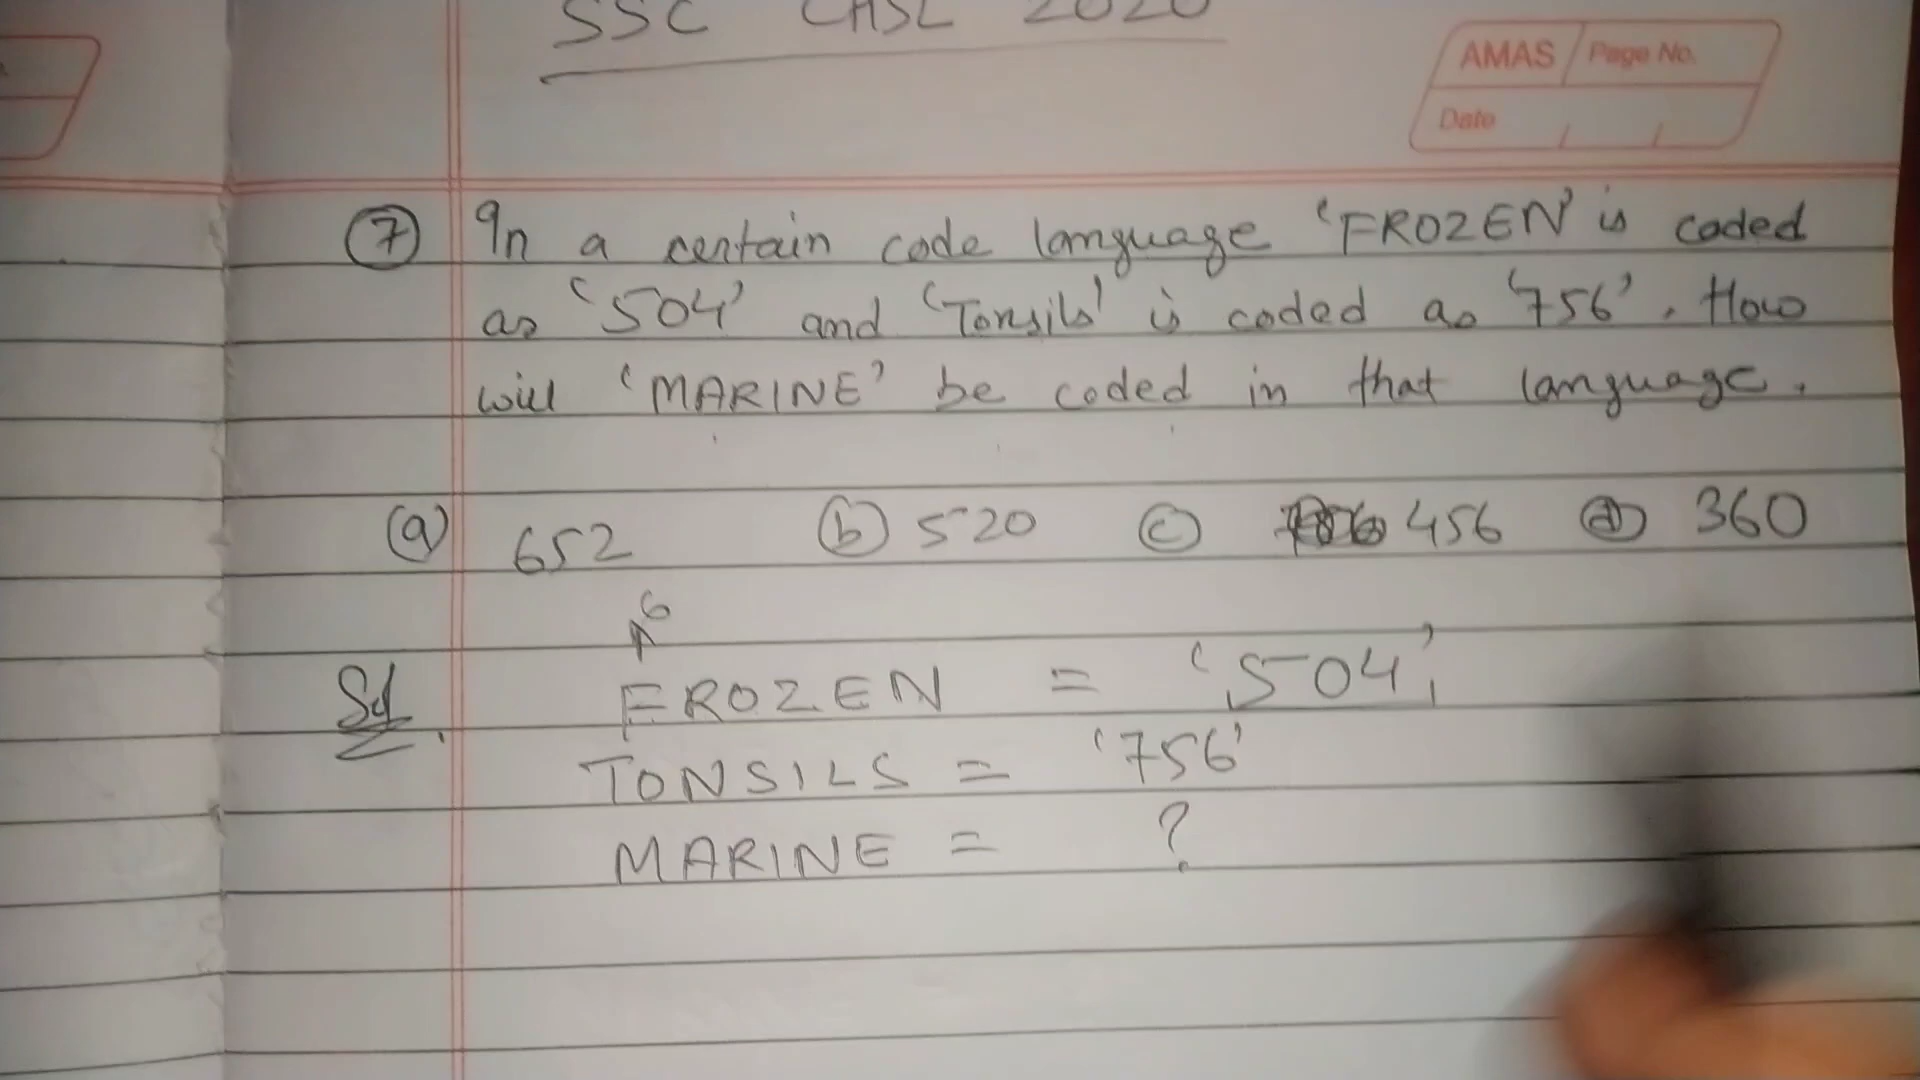 SSC CHSL 2020
AMAS Page No.
Date
7 In a certain code language 'FROZEN' is coded
as '504' and 'Tonsils' is coded as '756'. How
will 'MARINE' be coded in that language.
(a) 652 (b) 520 (c) 456 (d) 360
6
Sol. FROZEN = '504',
TONSILS = '756'
MARINE = ?